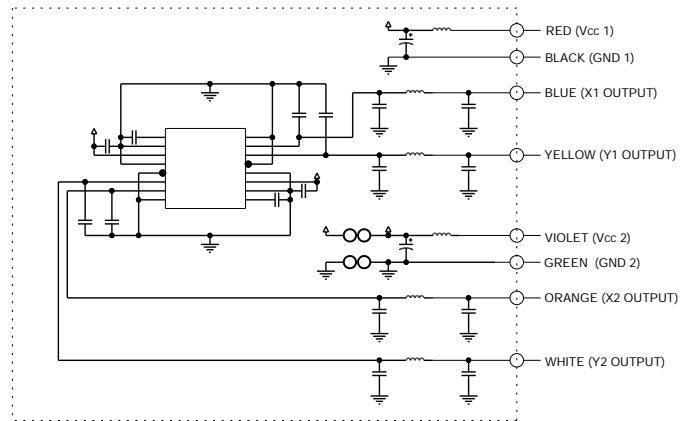 RED (Vcc 1)
BLACK (GND 1)
BLUE (X1 OUTPUT)
YELLOW (Y1 OUTPUT)
VIOLET (Vcc 2)
GREEN (GND 2)
ORANGE (X2 OUTPUT)
WHITE (Y2 OUTPUT)